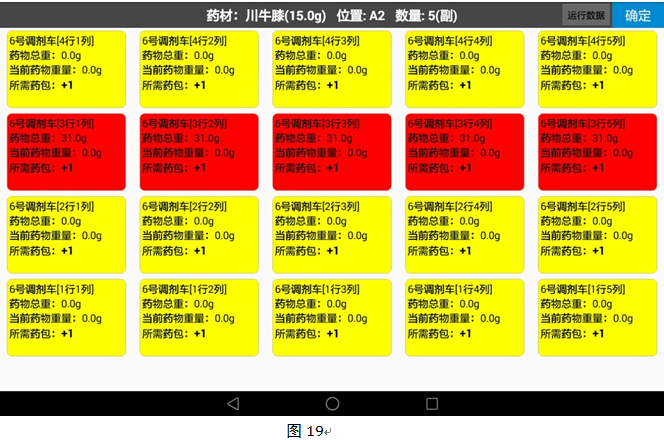 药材：川牛膝(15.0g) 位置: A2 数量: 5(副) 运行数据 确定
6号调剂车[4行1列] 6号调剂车[4行2列] 6号调剂车[4行3列] 6号调剂车[4行4列] 6号调剂车[4行5列]
药物总重：0.0g 药物总重：0.0g 药物总重：0.0g 药物总重：0.0g 药物总重：0.0g
当前药物重量：0.0g 当前药物重量：0.0g 当前药物重量：0.0g 当前药物重量：0.0g 当前药物重量：0.0g
所需药包：+1 所需药包：+1 所需药包：+1 所需药包：+1 所需药包：+1
6号调剂车[3行1列] 6号调剂车[3行2列] 6号调剂车[3行3列] 6号调剂车[3行4列] 6号调剂车[3行5列]
药物总重：31.0g 药物总重：31.0g 药物总重：31.0g 药物总重：31.0g 药物总重：31.0g
当前药物重量：0.0g 当前药物重量：0.0g 当前药物重量：0.0g 当前药物重量：0.0g 当前药物重量：0.0g
所需药包：+1 所需药包：+1 所需药包：+1 所需药包：+1 所需药包：+1
6号调剂车[2行1列] 6号调剂车[2行2列] 6号调剂车[2行3列] 6号调剂车[2行4列] 6号调剂车[2行5列]
药物总重：0.0g 药物总重：0.0g 药物总重：0.0g 药物总重：0.0g 药物总重：0.0g
当前药物重量：0.0g 当前药物重量：0.0g 当前药物重量：0.0g 当前药物重量：0.0g 当前药物重量：0.0g
所需药包：+1 所需药包：+1 所需药包：+1 所需药包：+1 所需药包：+1
6号调剂车[1行1列] 6号调剂车[1行2列] 6号调剂车[1行3列] 6号调剂车[1行4列] 6号调剂车[1行5列]
药物总重：0.0g 药物总重：0.0g 药物总重：0.0g 药物总重：0.0g 药物总重：0.0g
当前药物重量：0.0g 当前药物重量：0.0g 当前药物重量：0.0g 当前药物重量：0.0g 当前药物重量：0.0g
所需药包：+1 所需药包：+1 所需药包：+1 所需药包：+1 所需药包：+1
图 19